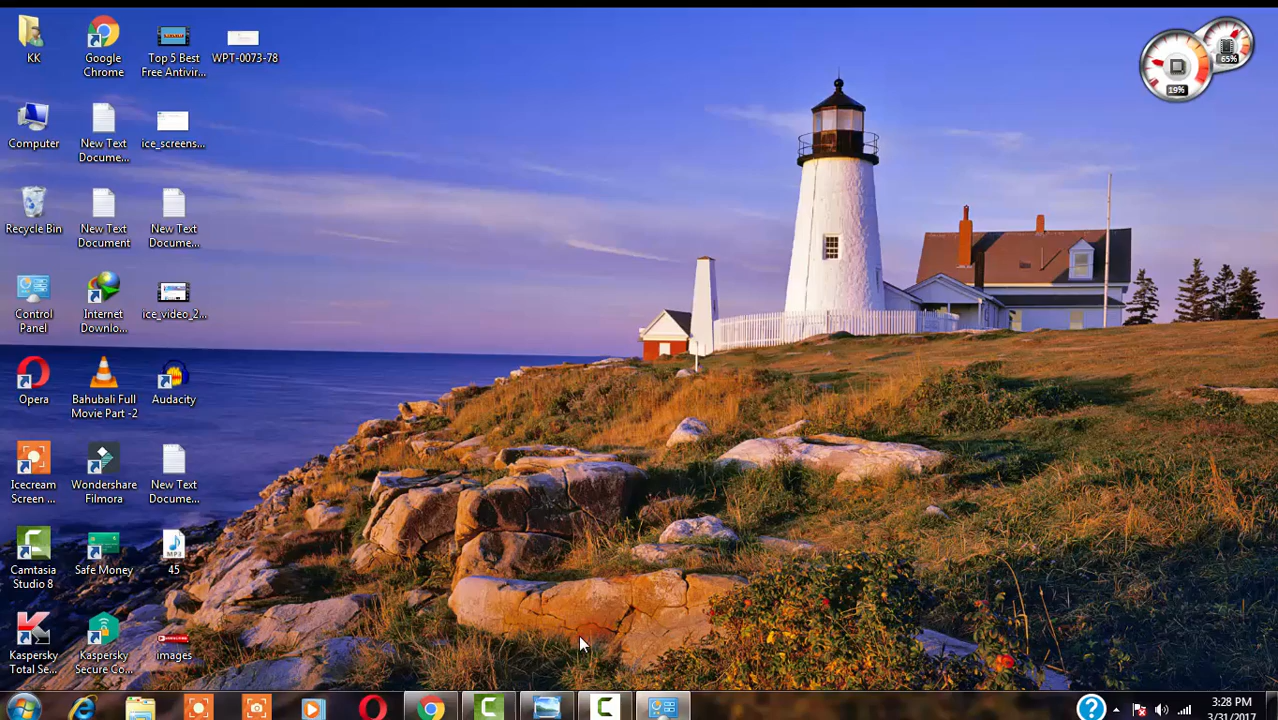 KK
Google
Chrome
Top 5 Best
Free Antivir...
WPT-0073-78
19%
65%
Computer
New Text
Docume...
ice_screens...
Recycle Bin
New Text
Document
New Text
Docume...
Control
Panel
Internet
Downlo...
ice_video_2...
Opera
Bahubali Full
Movie Part -2
Audacity
Icecream
Screen ...
Wondershare
Filmora
New Text
Docume...
Camtasia
Studio 8
Safe Money
MP3
45
Kaspersky
Total Se...
Kaspersky
Secure Co...
images
3:28 PM
3/31/2017